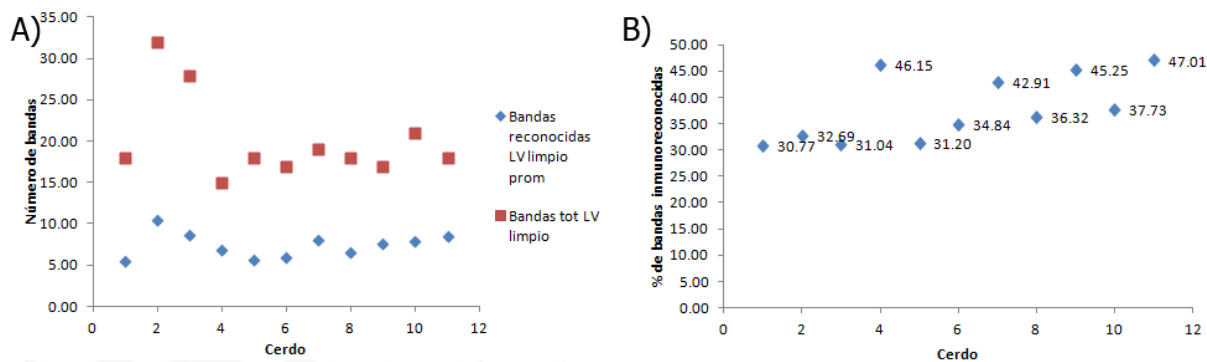 A)
Número de bandas
35.00
30.00
25.00
20.00
15.00
10.00
5.00
0.00
0 2 4 6 8 10 12
Cerdo
Bandas
reconocidas
LV limpio
prom
Bandas tot LV
limpio
B)
% de bandas inmunoreconocidas
50.00
45.00
40.00
35.00
30.00
25.00
20.00
15.00
10.00
5.00
0.00
30.77
32.69
31.04
46.15
31.20
34.84
42.91
36.32
45.25
37.73
47.01
0 2 4 6 8 10 12
Cerdo